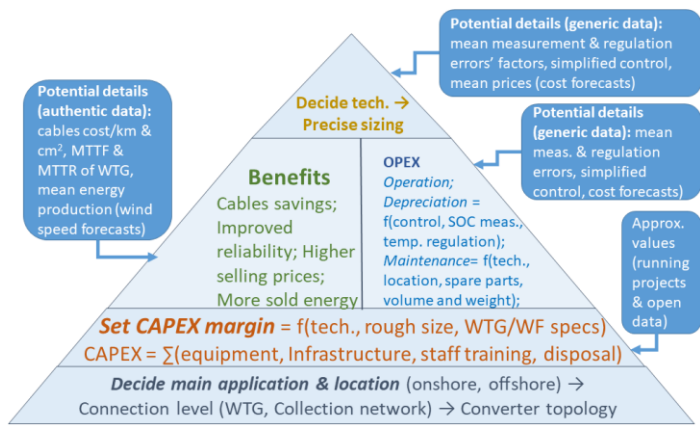 Potential details (generic data):
mean measurement & regulation
errors' factors, simplified control,
mean prices (cost forecasts)
Potential details
(authentic data):
cables cost/km &
cm², MTTF &
MTTR of WTG,
mean energy
production (wind
speed forecasts)
Decide tech. →
Precise sizing
Potential details
(generic data): mean
meas. & regulation
errors, simplified
control, cost forecasts)
Benefits
Cables savings;
Improved
reliability; Higher
selling prices;
More sold energy
OPEX
Operation;
Depreciation =
f(control, SOC meas.,
temp. regulation);
Maintenance= f(tech.,
location, spare parts,
volume and weight);
Approx.
values
(running
projects
& open
data)
Set CAPEX margin = f(tech., rough size, WTG/WF specs)
CAPEX = ∑(equipment, Infrastructure, staff training, disposal)
Decide main application & location (onshore, offshore) →
Connection level (WTG, Collection network) → Converter topology